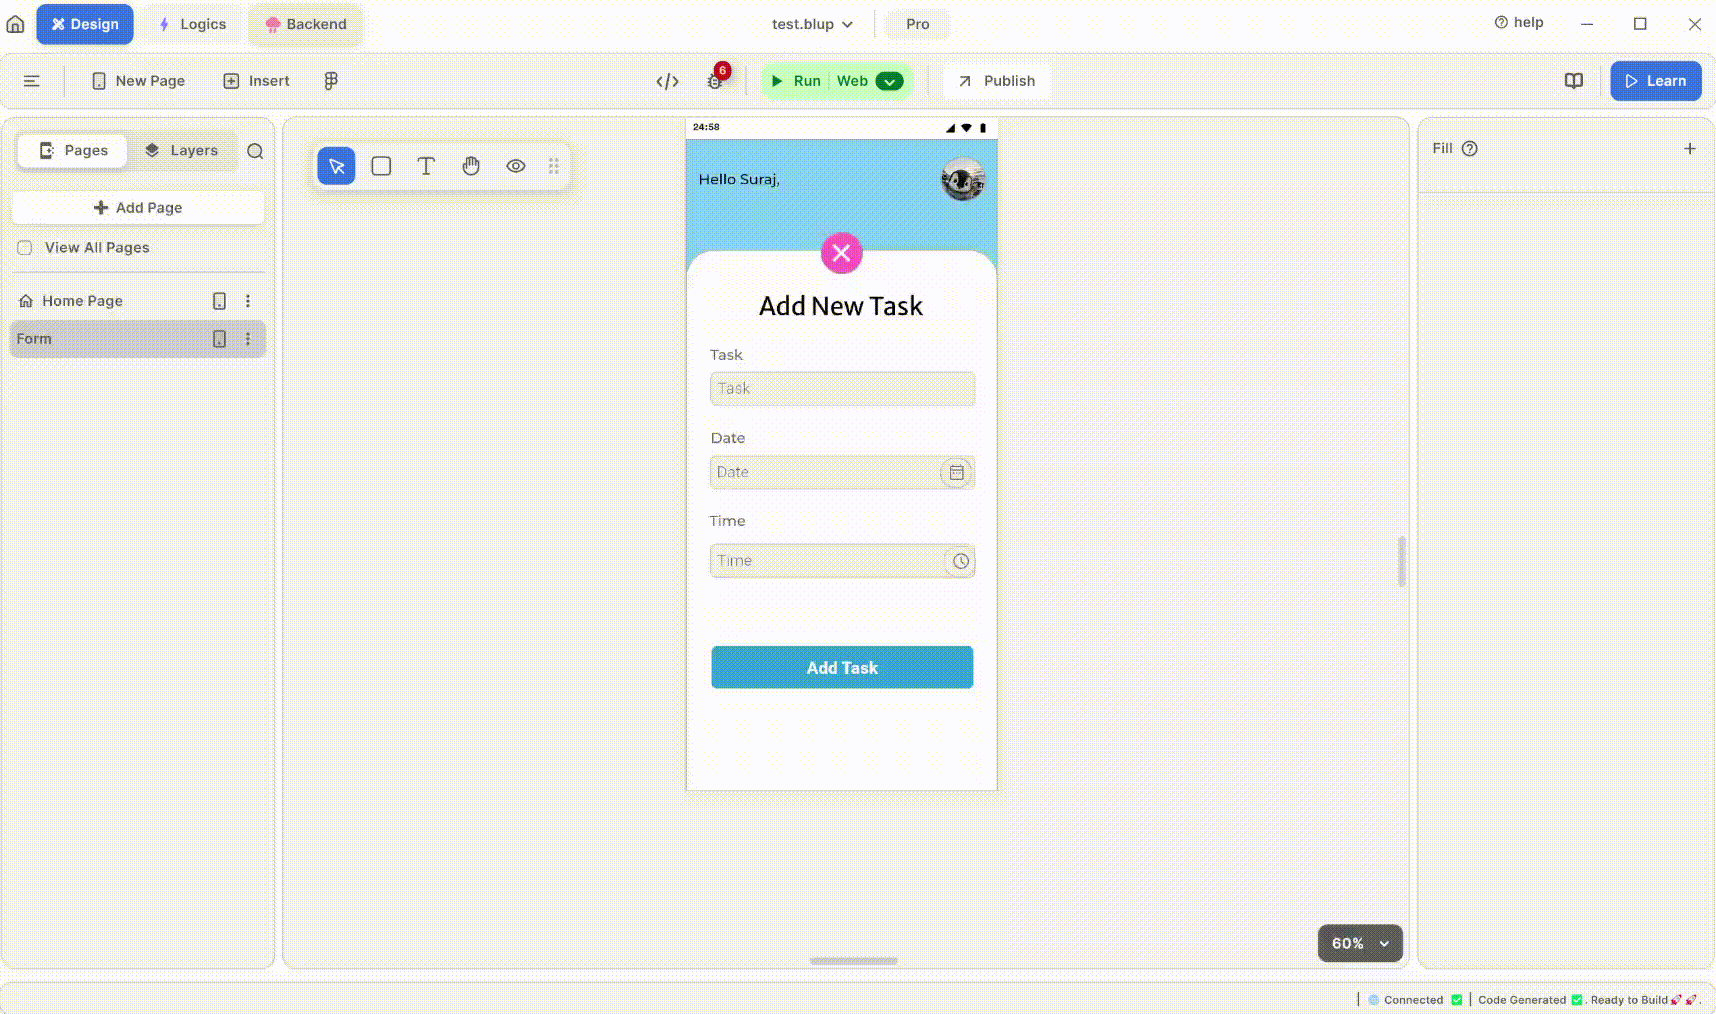 Design Logics Backend test.blup Pro help
New Page Insert 6 Run Web Publish Learn
Pages Layers
Add Page
View All Pages
Home Page
Form
24:58
Hello Suraj,
Add New Task
Task
Task
Date
Date
Time
Time
Add Task
Fill
60%
Connected Code Generated . Ready to Build